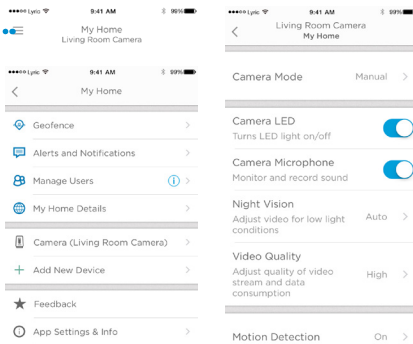 Lyric 9:41 AM 99%
My Home
Living Room Camera
Lyric 9:41 AM 99%
My Home
Geofence
Alerts and Notifications
Manage Users
My Home Details
Camera (Living Room Camera)
Add New Device
Feedback
App Settings & Info
Lyric 9:41 AM 99%
Living Room Camera
My Home
Camera Mode Manual
Camera LED
Turns LED light on/off
Camera Microphone
Monitor and record sound
Night Vision
Adjust video for low light Auto
conditions
Video Quality
Adjust quality of video
stream and data High
consumption
Motion Detection On